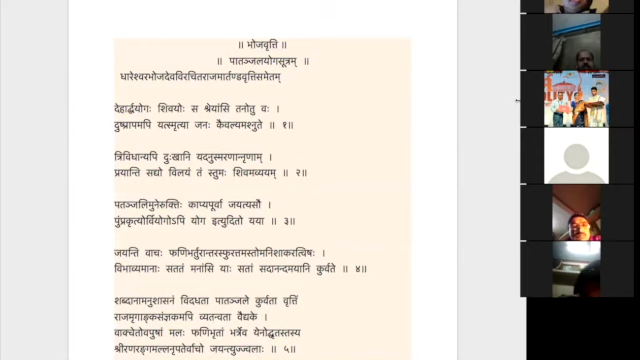 ॥ भोजवृत्ति ॥
॥ पातञ्जलयोगसूत्रम् ॥
धारेश्वरभोजदेवविरचितराजमार्तण्डवृत्तिसमेतम्
देहार्द्धयोगः शिवयोः स श्रेयांसि तनोतु वः ।
दुष्प्रापमपि यत्स्मृत्या जनः कैवल्यमश्नुते ॥ १॥
त्रिविधान्यपि दुःखानि यदनुस्मरणान्नृणाम् ।
प्रयान्ति सद्यो विलयं तं स्तुमः शिवमव्ययम् ॥ २॥
पतञ्जलिमुनेरुक्तिः काप्यपूर्वा जयत्यसौ ।
पुंप्रकृत्योर्वियोगोऽपि योग इत्युदितो यया ॥ ३॥
जयन्ति वाचः फणिभर्तुरान्तरस्फुरत्तमस्तोमनिशाकरत्विषः ।
विभाव्यमानाः सततं मनांसि याः सतां सदानन्दमयानि कुर्वते ॥ ४॥
शब्दानामनुशासनं विदधता पातञ्जले कुर्वता वृत्तिं
राजमृगाङ्कसंज्ञकमपि व्यतन्वता वैद्यके ।
वाक्चेतोवपुषां मलः फणिभृतां भर्त्रेव येनोद्धृतस्तस्य
श्रीरणरङ्गमल्लनृपतेर्वाचो जयन्त्युज्ज्वलाः ॥ ५॥